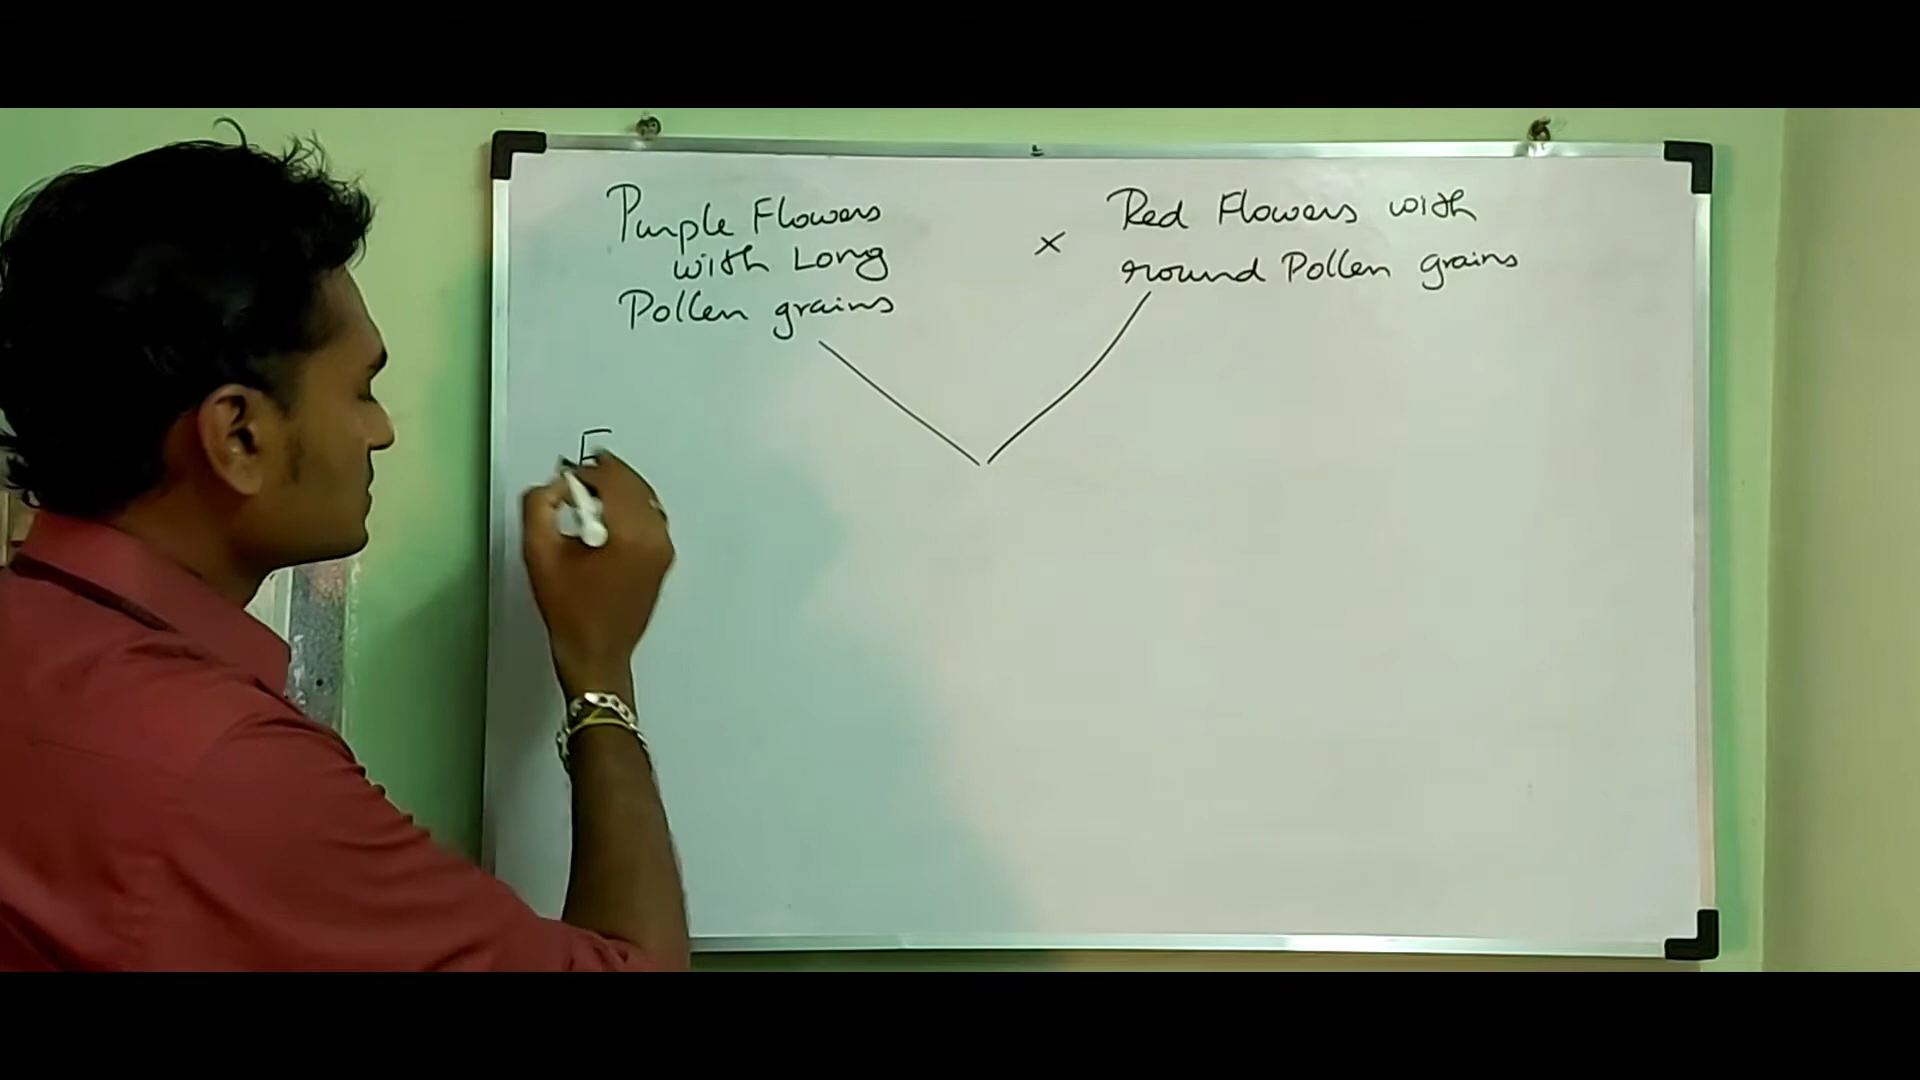 Purple Flowers
with Long
Pollen grains
×
Red Flowers with
round Pollen grains
F